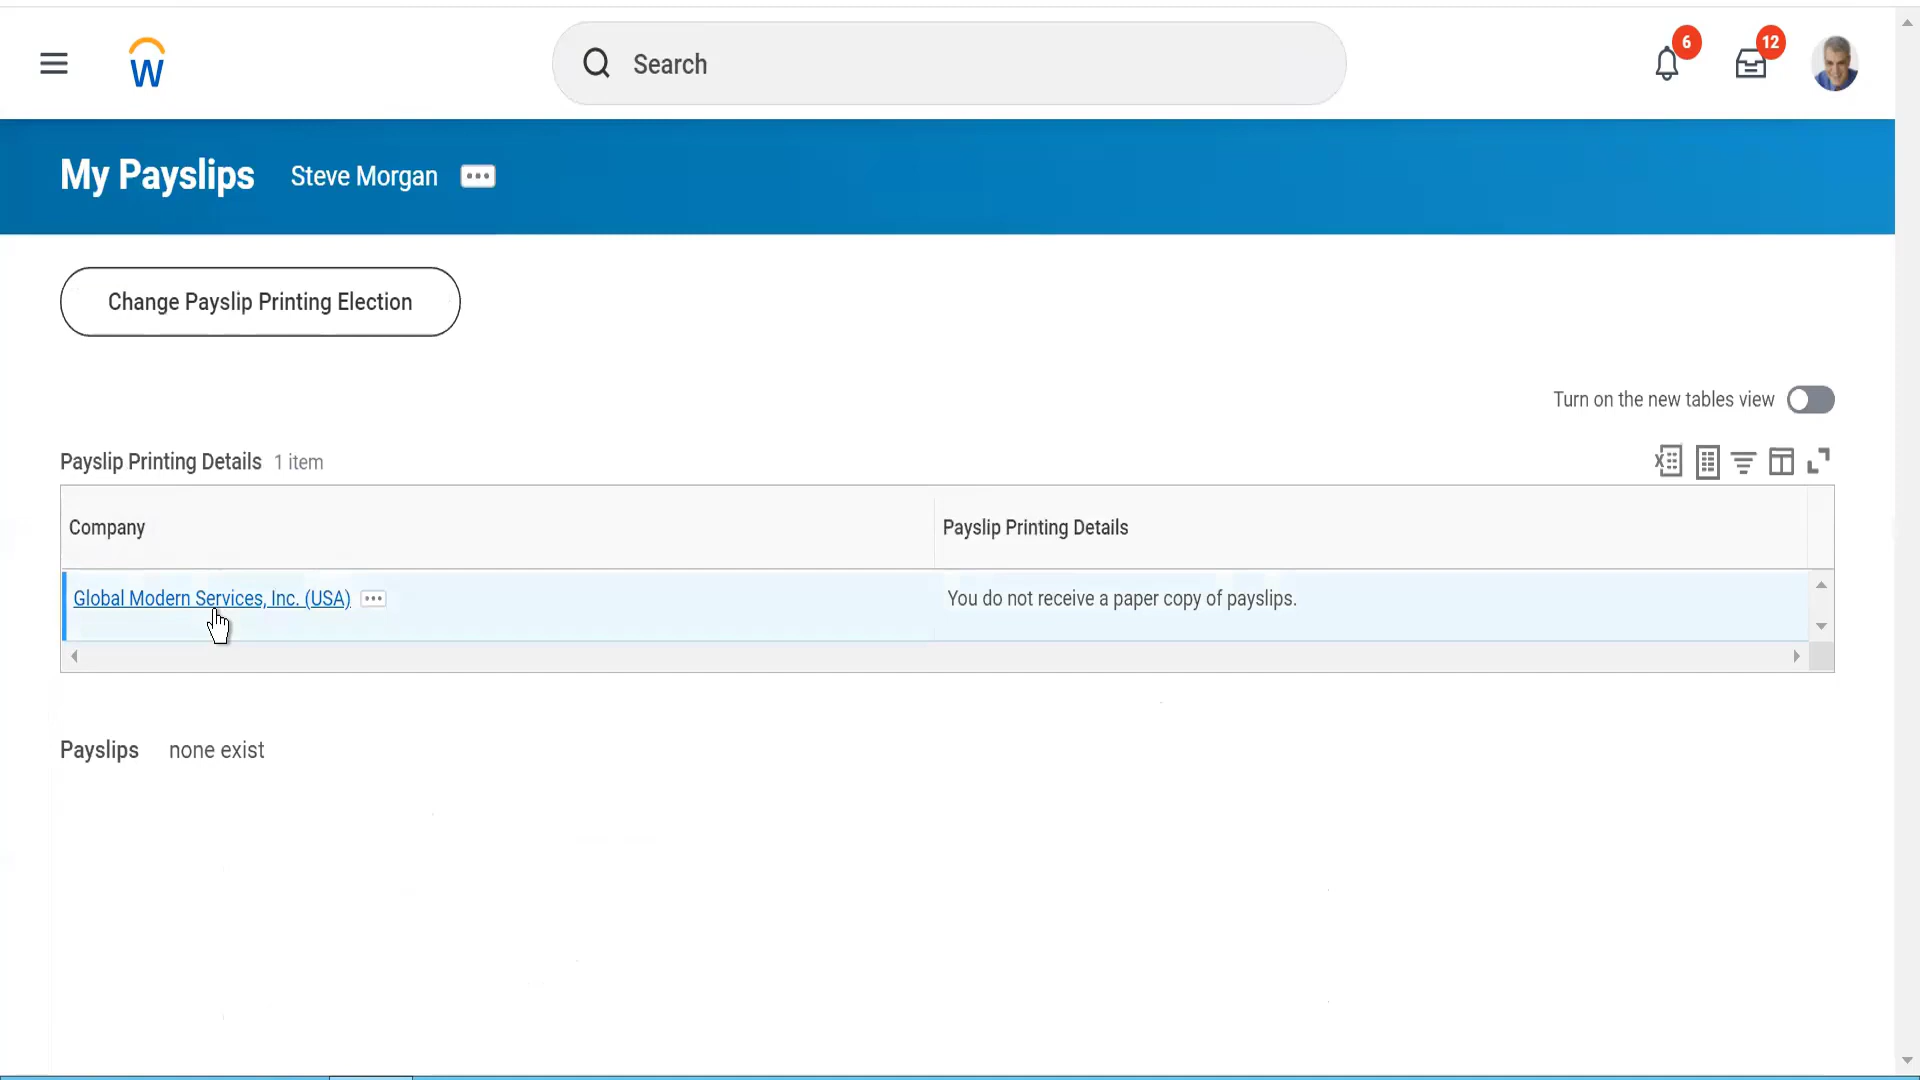 W
Search
6
12
My Payslips Steve Morgan
Change Payslip Printing Election
Turn on the new tables view
Payslip Printing Details 1 item
Company Payslip Printing Details
Global Modern Services, Inc. (USA) You do not receive a paper copy of payslips.
Payslips none exist